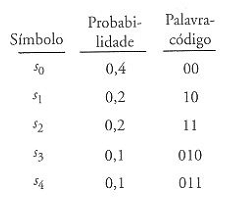 Símbolo Probabi-lidade Palavra-código
s0 0,4 00
s1 0,2 10
s2 0,2 11
s3 0,1 010
s4 0,1 011